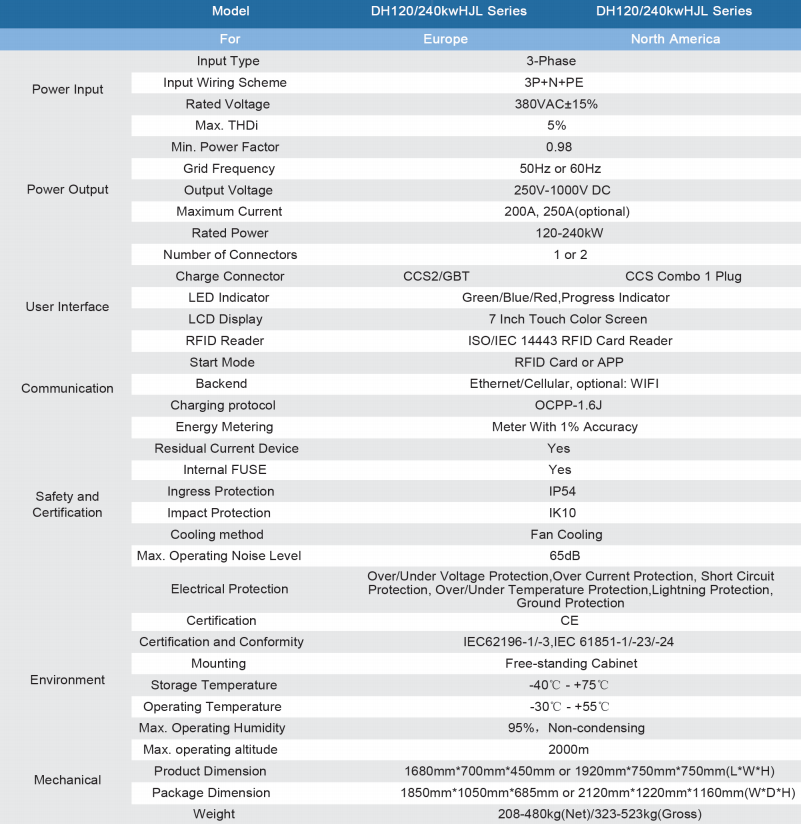 Model DH120/240kwHJL Series DH120/240kwHJL Series
For Europe North America
Power Input
Input Type 3-Phase
Input Wiring Scheme 3P+N+PE
Rated Voltage 380VAC±15%
Max. THDi 5%
Min. Power Factor 0.98
Power Output
Grid Frequency 50Hz or 60Hz
Output Voltage 250V-1000V DC
Maximum Current 200A, 250A(optional)
Rated Power 120-240kW
Number of Connectors 1 or 2
User Interface
Charge Connector CCS2/GBT CCS Combo 1 Plug
LED Indicator Green/Blue/Red,Progress Indicator
LCD Display 7 Inch Touch Color Screen
RFID Reader ISO/IEC 14443 RFID Card Reader
Start Mode RFID Card or APP
Communication
Backend Ethernet/Cellular, optional: WIFI
Charging protocol OCPP-1.6J
Energy Metering Meter With 1% Accuracy
Safety and
Certification
Residual Current Device Yes
Internal FUSE Yes
Ingress Protection IP54
Impact Protection IK10
Cooling method Fan Cooling
Max. Operating Noise Level 65dB
Electrical Protection
Over/Under Voltage Protection,Over Current Protection, Short Circuit
Protection, Over/Under Temperature Protection,Lightning Protection,
Ground Protection
Certification CE
Certification and Conformity IEC62196-1/-3,IEC 61851-1/-23/-24
Environment
Mounting Free-standing Cabinet
Storage Temperature -40℃ - +75℃
Operating Temperature -30℃ - +55℃
Max. Operating Humidity 95%，Non-condensing
Max. operating altitude 2000m
Mechanical
Product Dimension 1680mm*700mm*450mm or 1920mm*750mm*750mm(L*W*H)
Package Dimension 1850mm*1050mm*685mm or 2120mm*1220mm*1160mm(W*D*H)
Weight 208-480kg(Net)/323-523kg(Gross)